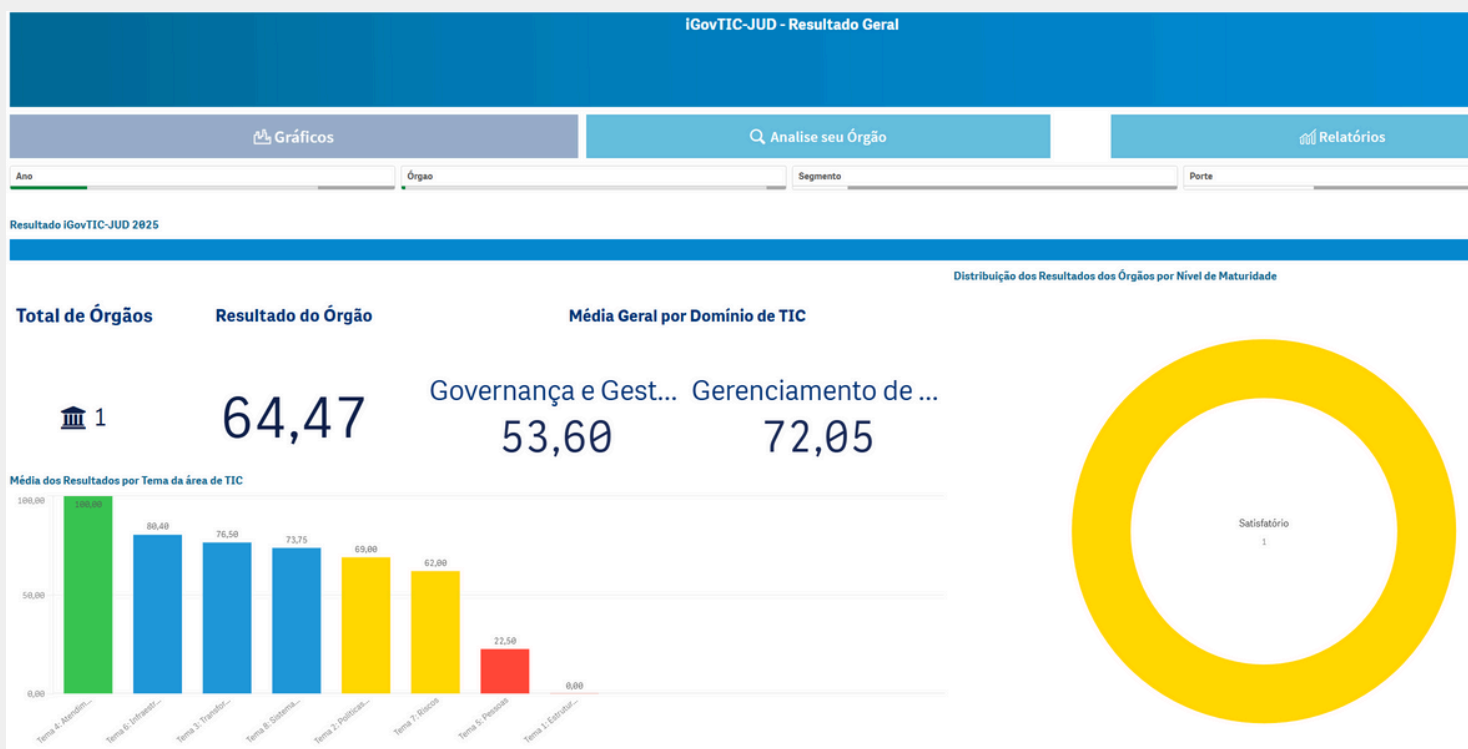 iGovTIC-JUD - Resultado Geral
Gráficos
Analise seu Órgão
Relatórios
Ano
Órgao
Segmento
Porte
Resultado iGovTIC-JUD 2025
Distribuição dos Resultados dos Órgãos por Nível de Maturidade
Total de Órgãos
Resultado do Órgão
Média Geral por Domínio de TIC
Governança e Gest...
Gerenciamento de ...
1
64,47
53,60
72,05
Média dos Resultados por Tema da área de TIC
100,00
50,00
0,00
100,00
80,40
76,50
73,75
69,00
62,00
22,50
0,00
Tema 4: Atendim...
Tema 6: Infraestr...
Tema 3: Transfor...
Tema 8: Sistema...
Tema 2: Políticas...
Tema 7: Riscos
Tema 5: Pessoas
Tema 1: Estrutur...
Satisfatório
1